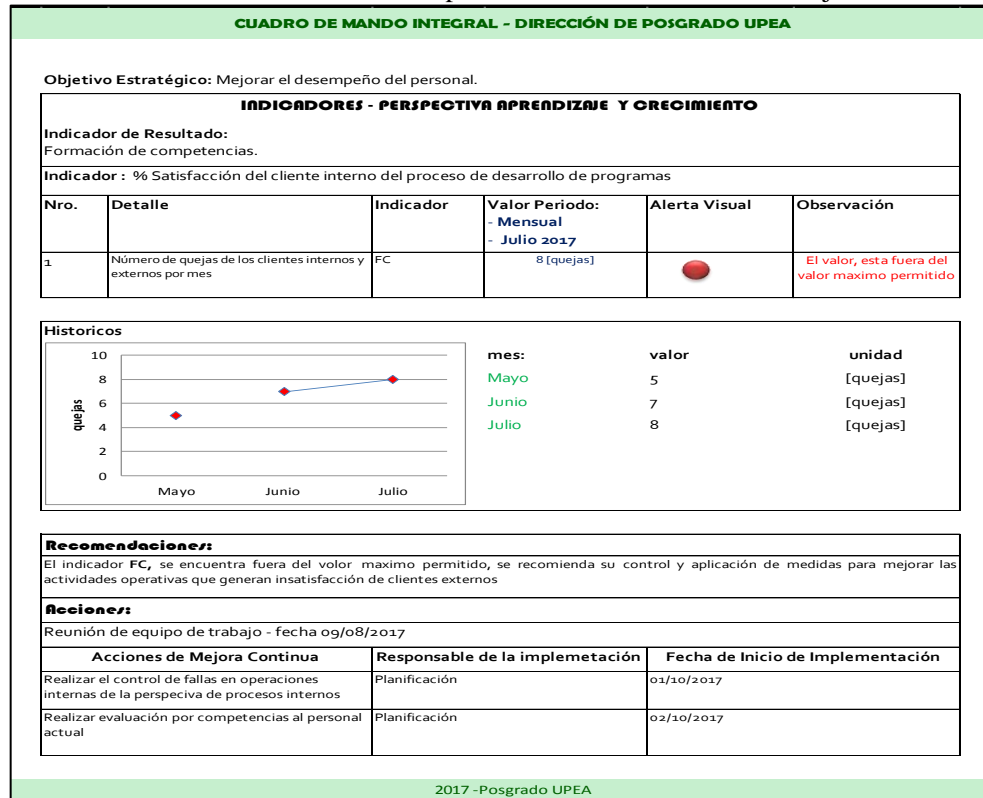 CUADRO DE MANDO INTEGRAL - DIRECCIÓN DE POSGRADO UPEA
Objetivo Estratégico: Mejorar el desempeño del personal.
INDICADORES - PERSPECTIVA APRENDIZAJE Y CRECIMIENTO
Indicador de Resultado:
Formación de competencias.
Indicador : % Satisfacción del cliente interno del proceso de desarrollo de programas
Nro. Detalle Indicador Valor Periodo: Alerta Visual Observación
- Mensual
- Julio 2017
1 Número de quejas de los clientes internos y FC 8 [quejas] El valor, esta fuera del
externos por mes valor maximo permitido
Historicos
10
8
6
4
2
0
quejas
Mayo Junio Julio
mes: valor unidad
Mayo 5 [quejas]
Junio 7 [quejas]
Julio 8 [quejas]
Recomendaciones:
El indicador FC, se encuentra fuera del volor maximo permitido, se recomienda su control y aplicación de medidas para mejorar las
actividades operativas que generan insatisfacción de clientes externos
Acciones:
Reunión de equipo de trabajo - fecha 09/08/2017
Acciones de Mejora Continua Responsable de la implemetación Fecha de Inicio de Implementación
Realizar el control de fallas en operaciones Planificación 01/10/2017
internas de la perspeciva de procesos internos
Realizar evaluación por competencias al personal Planificación 02/10/2017
actual
2017 -Posgrado UPEA